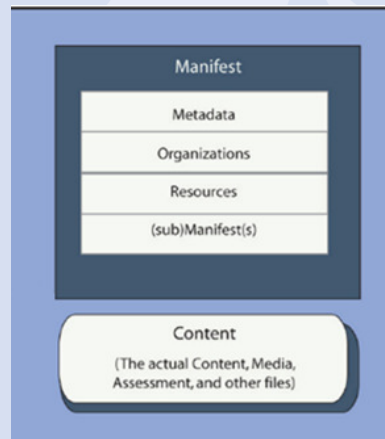 Manifest
Metadata
Organizations
Resources
(sub)Manifest(s)
Content
(The actual Content, Media,
Assessment, and other files)